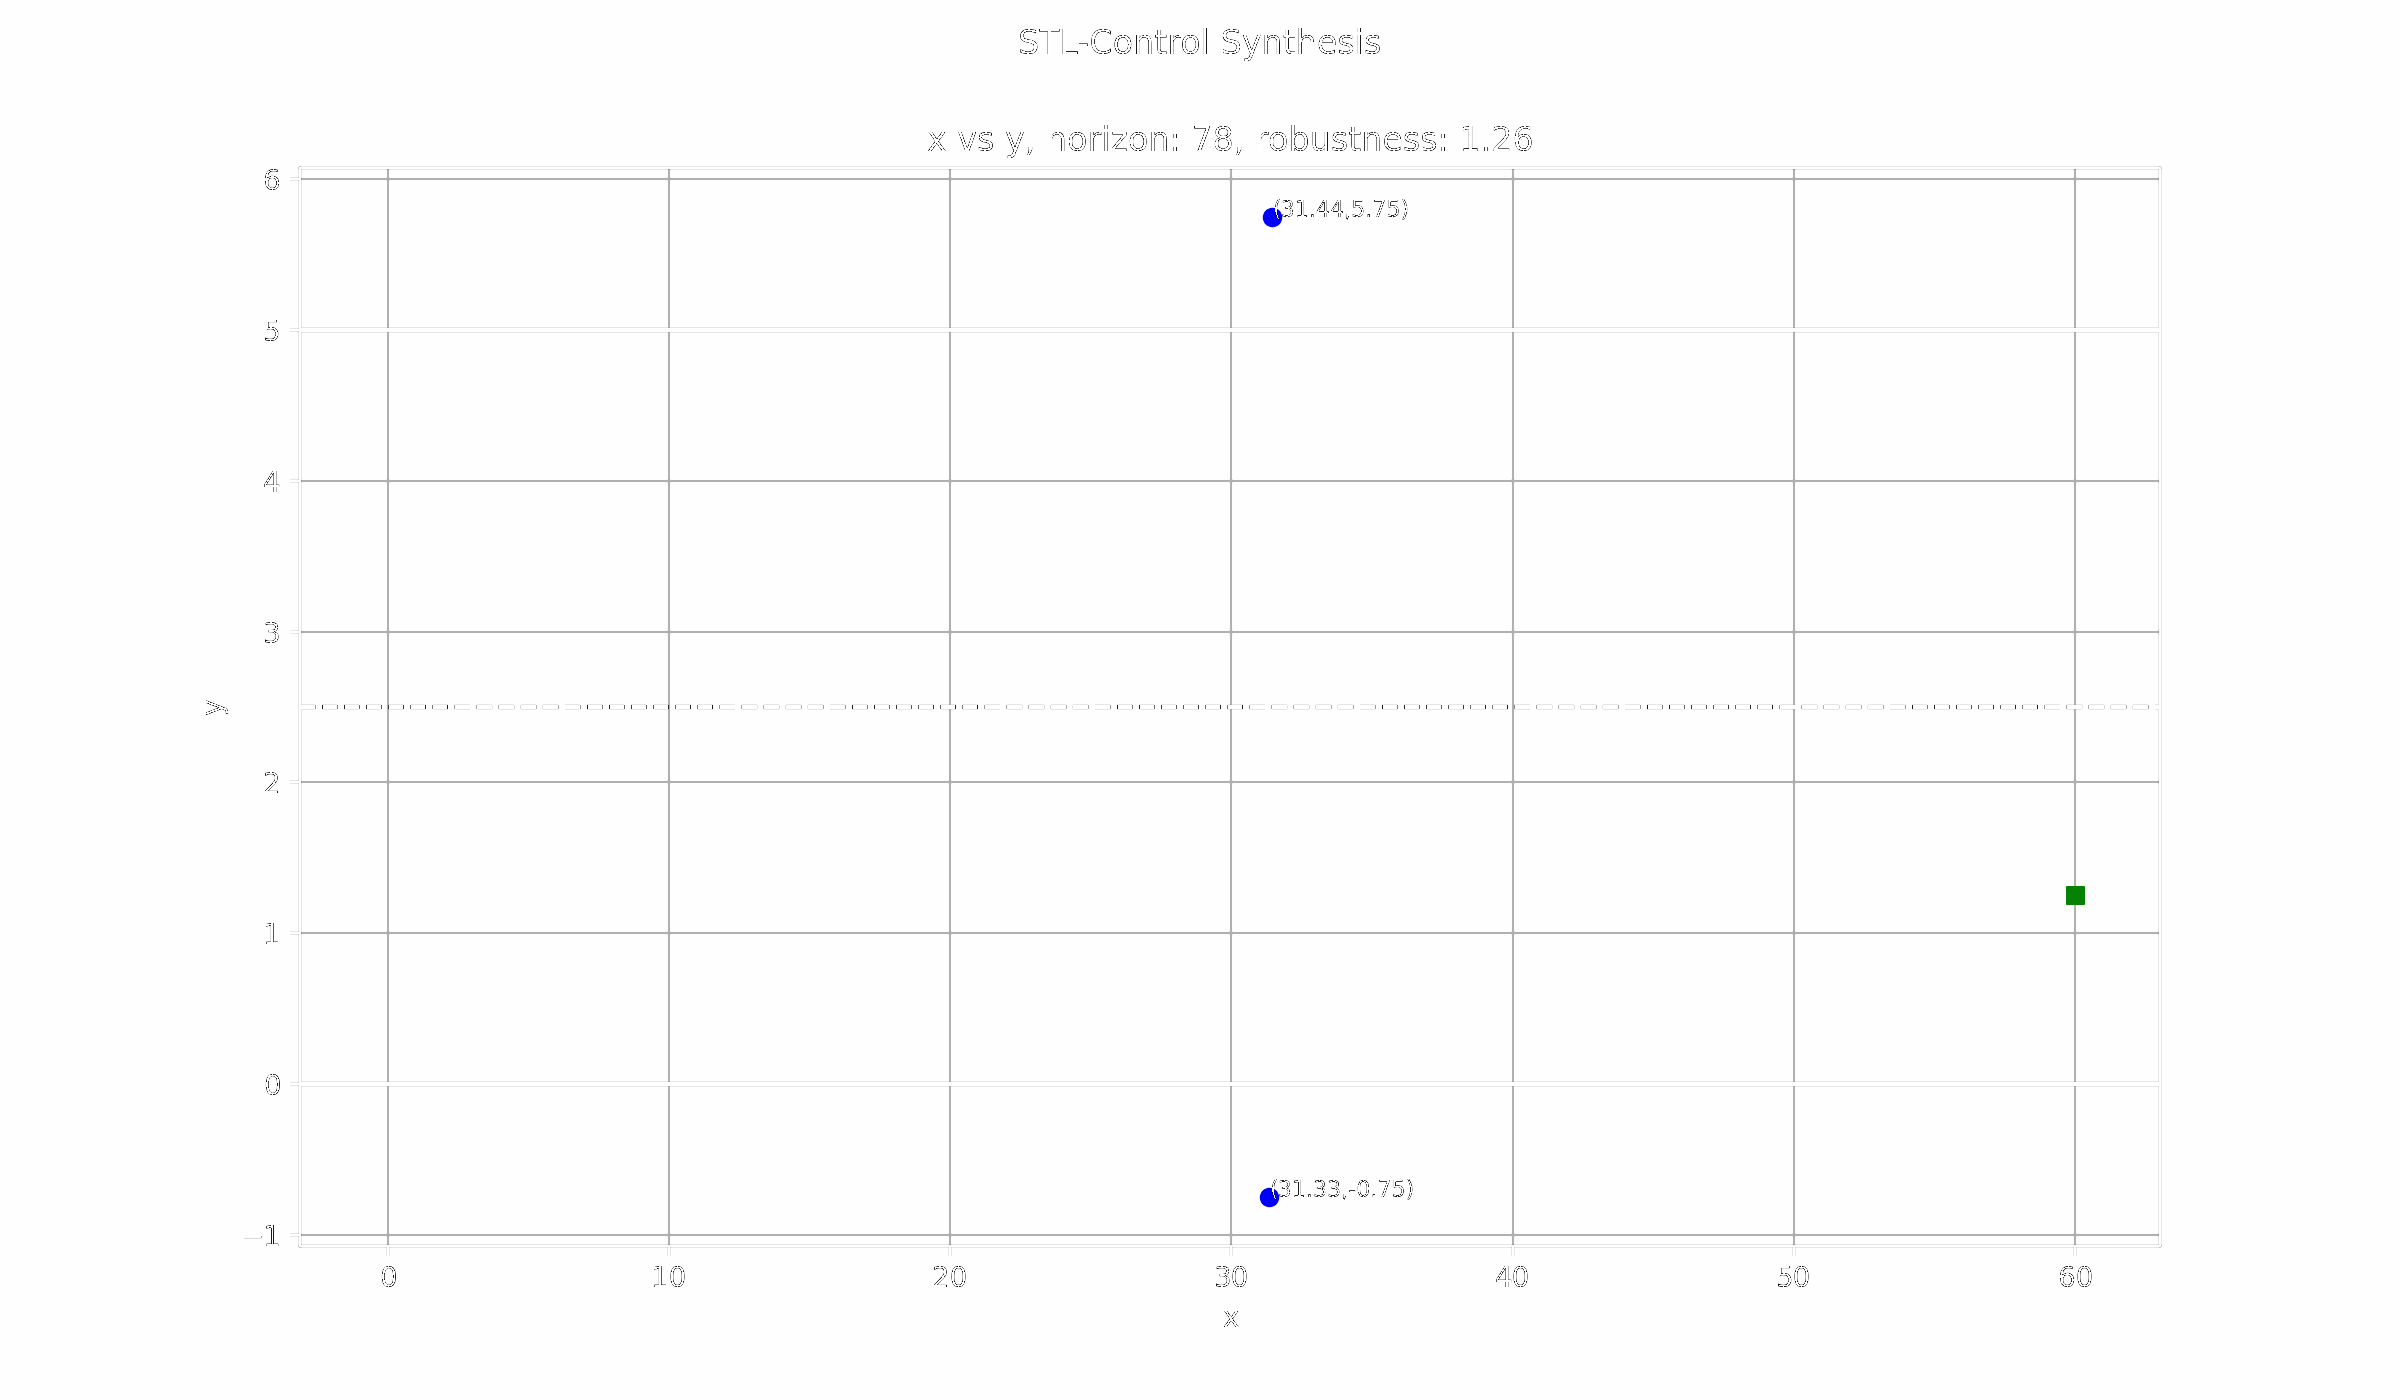 STL-Control Synthesis
x vs y, horizon: 78, robustness: 1.26
6
(31.44,5.75)
5
4
3
y
2
1
0
(31.33,-0.75)
−1
0 10 20 30 40 50 60
x